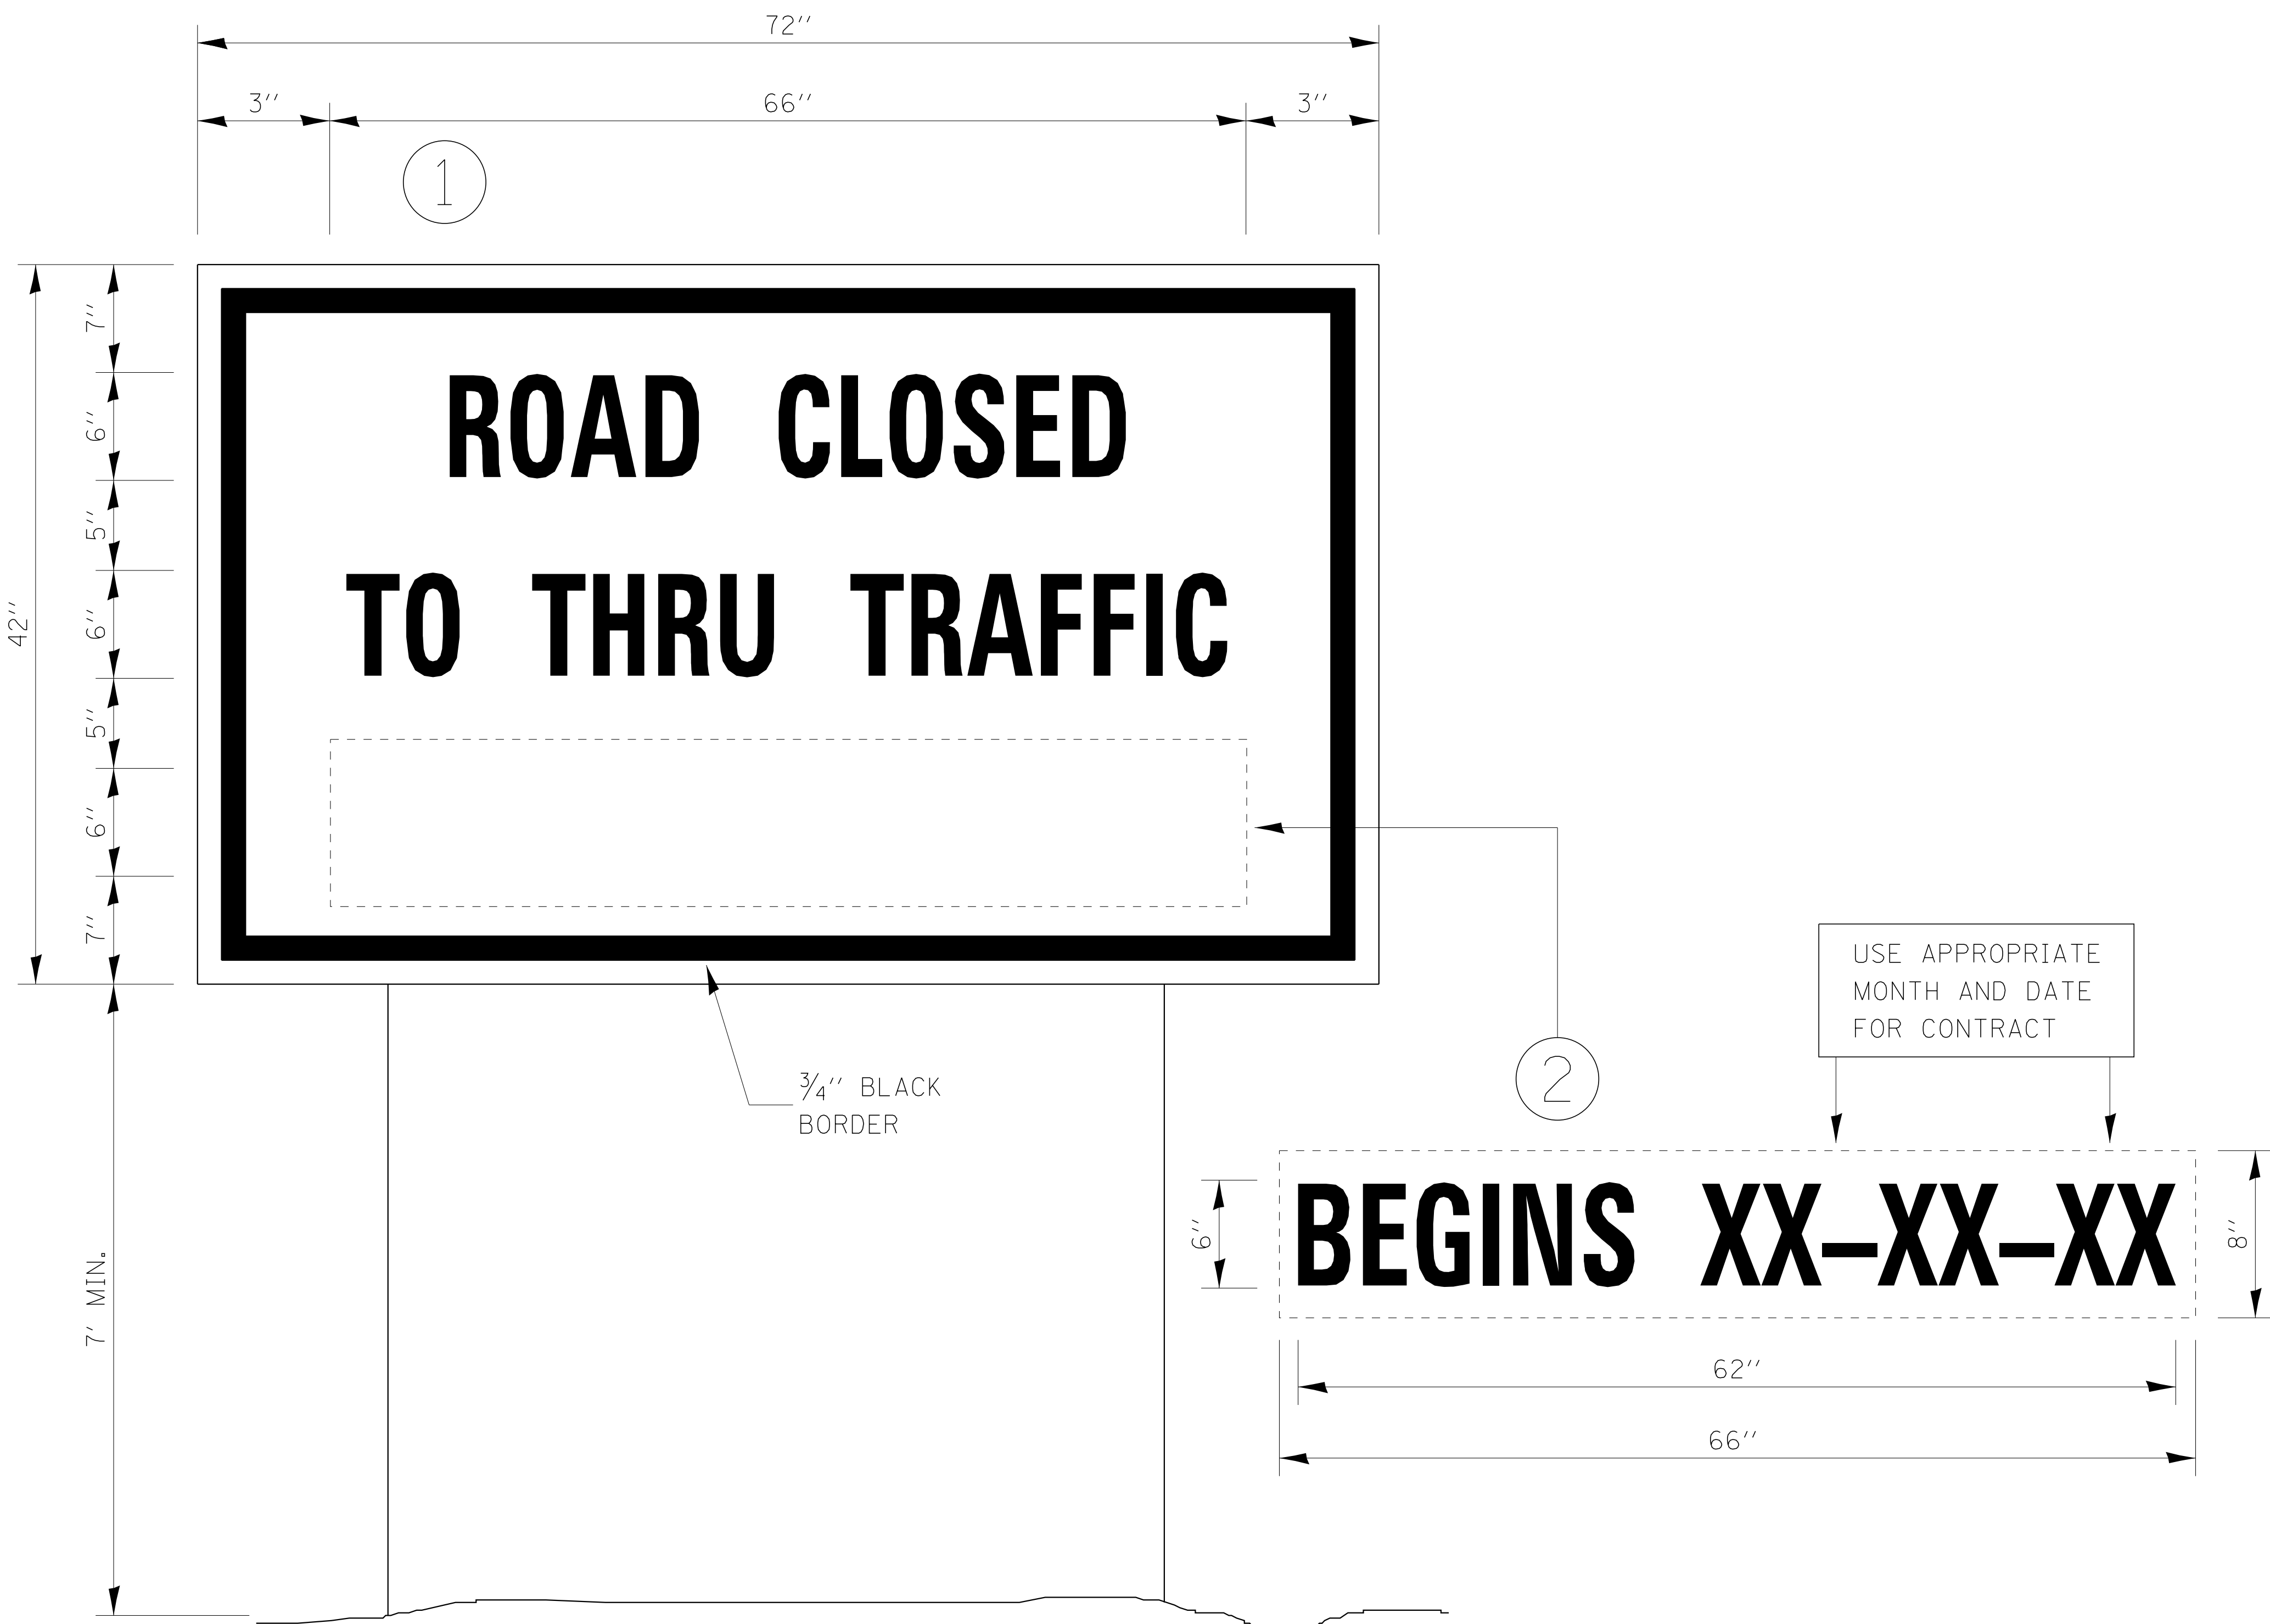 72''
3'' 66'' 3''
1
7''
6''
5''
6''
5''
6''
7''
42''
7' MIN.
ROAD CLOSED
TO THRU TRAFFIC
3/4'' BLACK
BORDER
2
USE APPROPRIATE
MONTH AND DATE
FOR CONTRACT
6''
BEGINS XX-XX-XX
8''
62''
66''